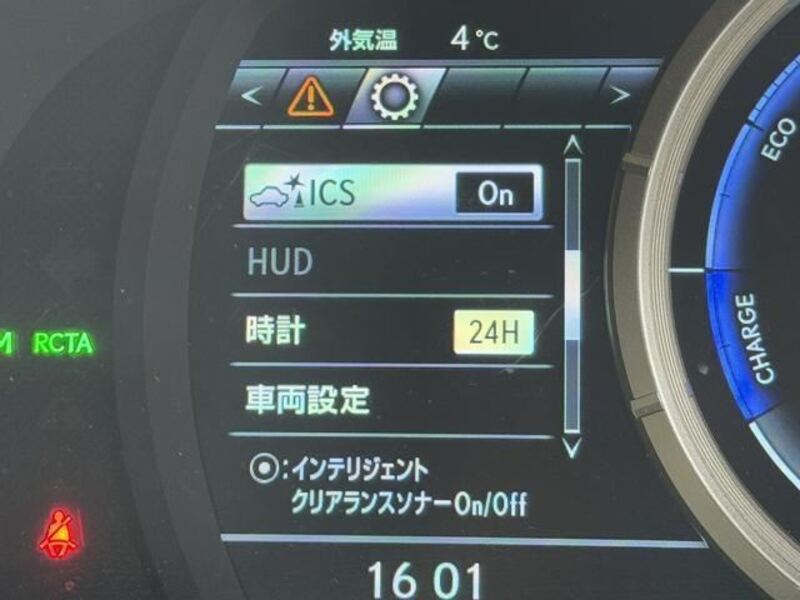 外気温 4℃
ICS On
HUD
時計 24H
車両設定
RCTA
:インテリジェント
クリアランスソナーOn/Off
16 01
ECO
CHARGE